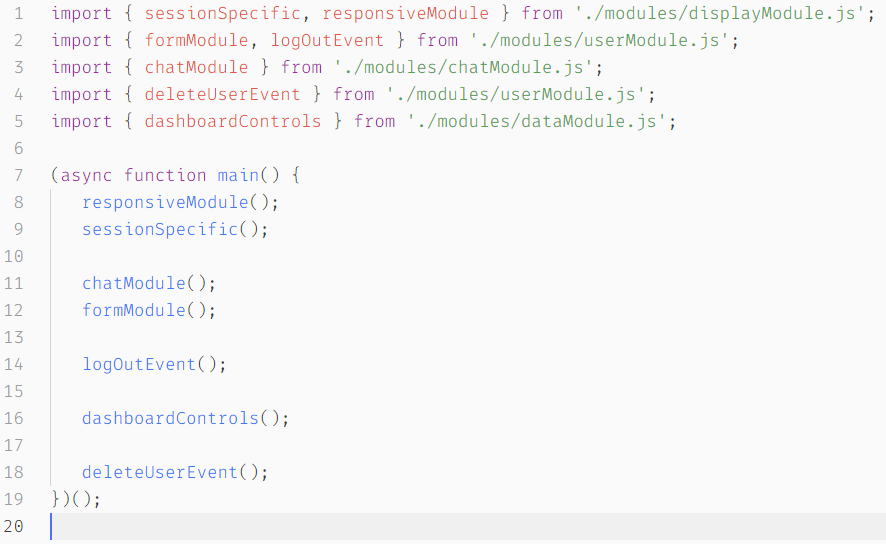 1 import { sessionSpecific, responsiveModule } from './modules/displayModule.js';
2 import { formModule, logOutEvent } from './modules/userModule.js';
3 import { chatModule } from './modules/chatModule.js';
4 import { deleteUserEvent } from './modules/userModule.js';
5 import { dashboardControls } from './modules/dataModule.js';
6
7 (async function main() {
8    responsiveModule();
9    sessionSpecific();
10
11    chatModule();
12    formModule();
13
14    logOutEvent();
15
16    dashboardControls();
17
18    deleteUserEvent();
19 })();
20